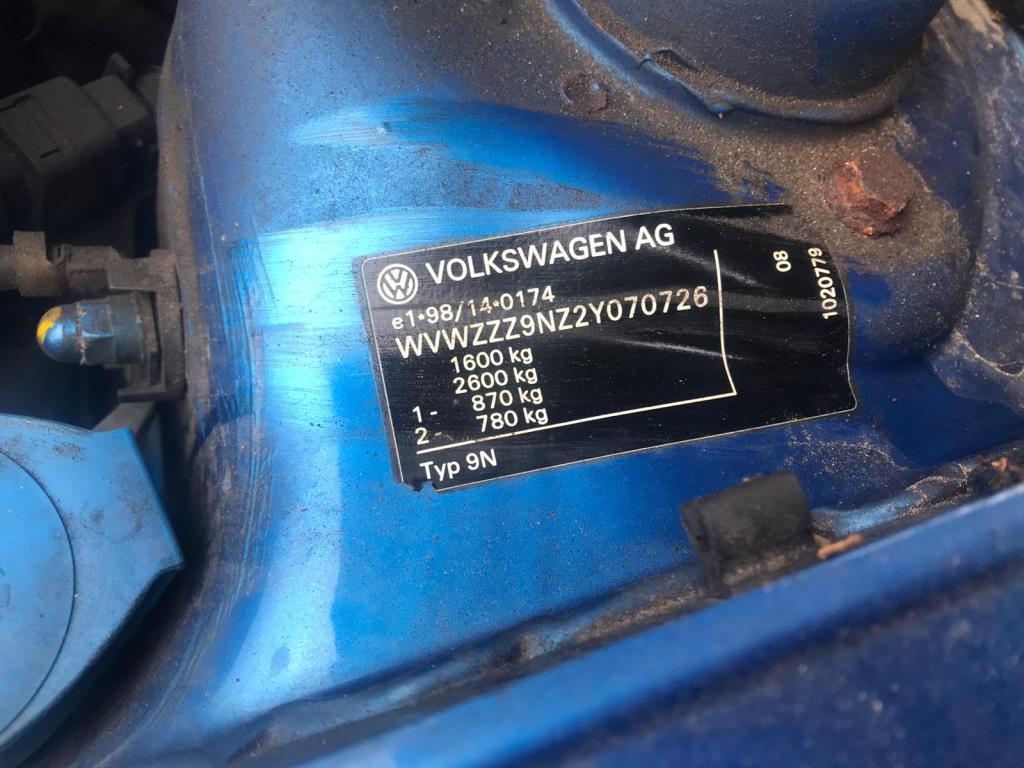 VOLKSWAGEN AG
e1*98/14*0174
WVWZZZ9NZ2Y070726
1600 kg
2600 kg
1- 870 kg
2- 780 kg
Typ 9N
08
1020779